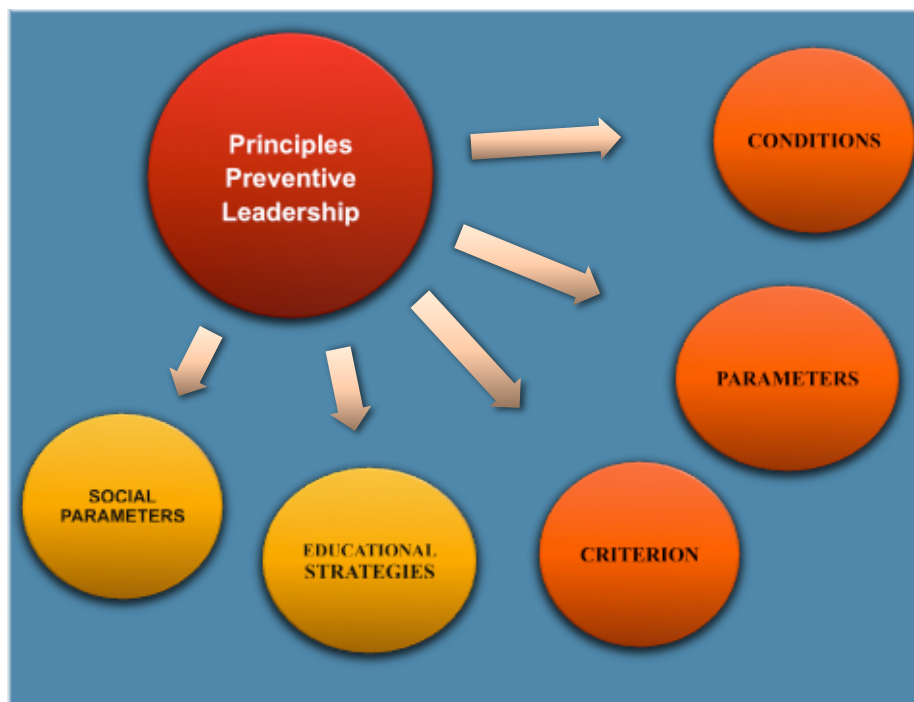 Principles
Preventive
Leadership
CONDITIONS
PARAMETERS
CRITERION
EDUCATIONAL
STRATEGIES
SOCIAL
PARAMETERS